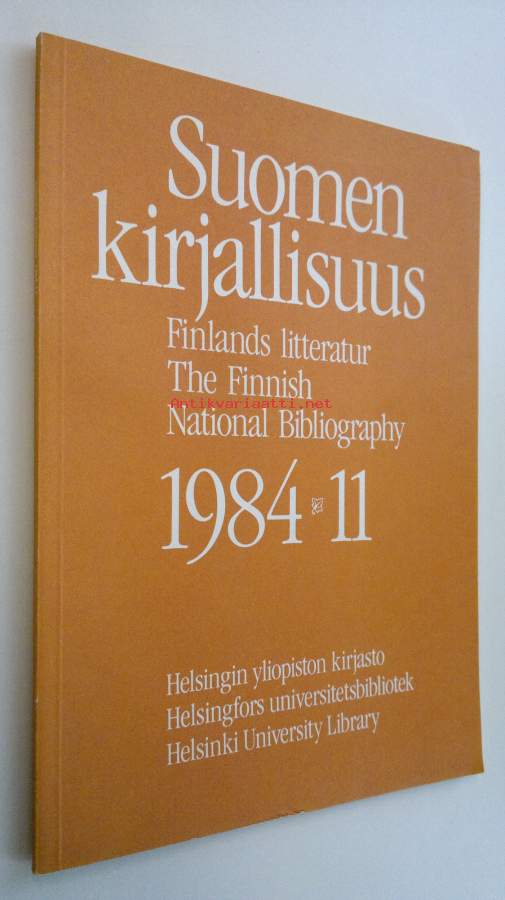 Suomen
kirjallisuus
Finlands litteratur
The Finnish
Antikvariaatti.net
National Bibliography
1984 11
Helsingin yliopiston kirjasto
Helsingfors universitetsbibliotek
Helsinki University Library